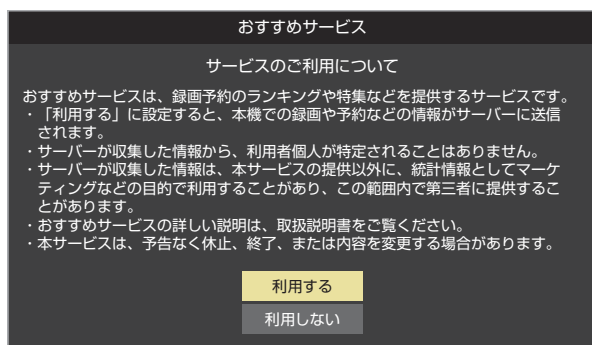 おすすめサービス
サービスのご利用について
おすすめサービスは、録画予約のランキングや特集などを提供するサービスです。
・「利用する」に設定すると、本機での録画や予約などの情報がサーバーに送信
されます。
・サーバーが収集した情報から、利用者個人が特定されることはありません。
・サーバーが収集した情報は、本サービスの提供以外に、統計情報としてマーケ
ティングなどの目的で利用することがあり、この範囲内で第三者に提供するこ
とがあります。
・おすすめサービスの詳しい説明は、取扱説明書をご覧ください。
・本サービスは、予告なく休止、終了、または内容を変更する場合があります。
利用する
利用しない